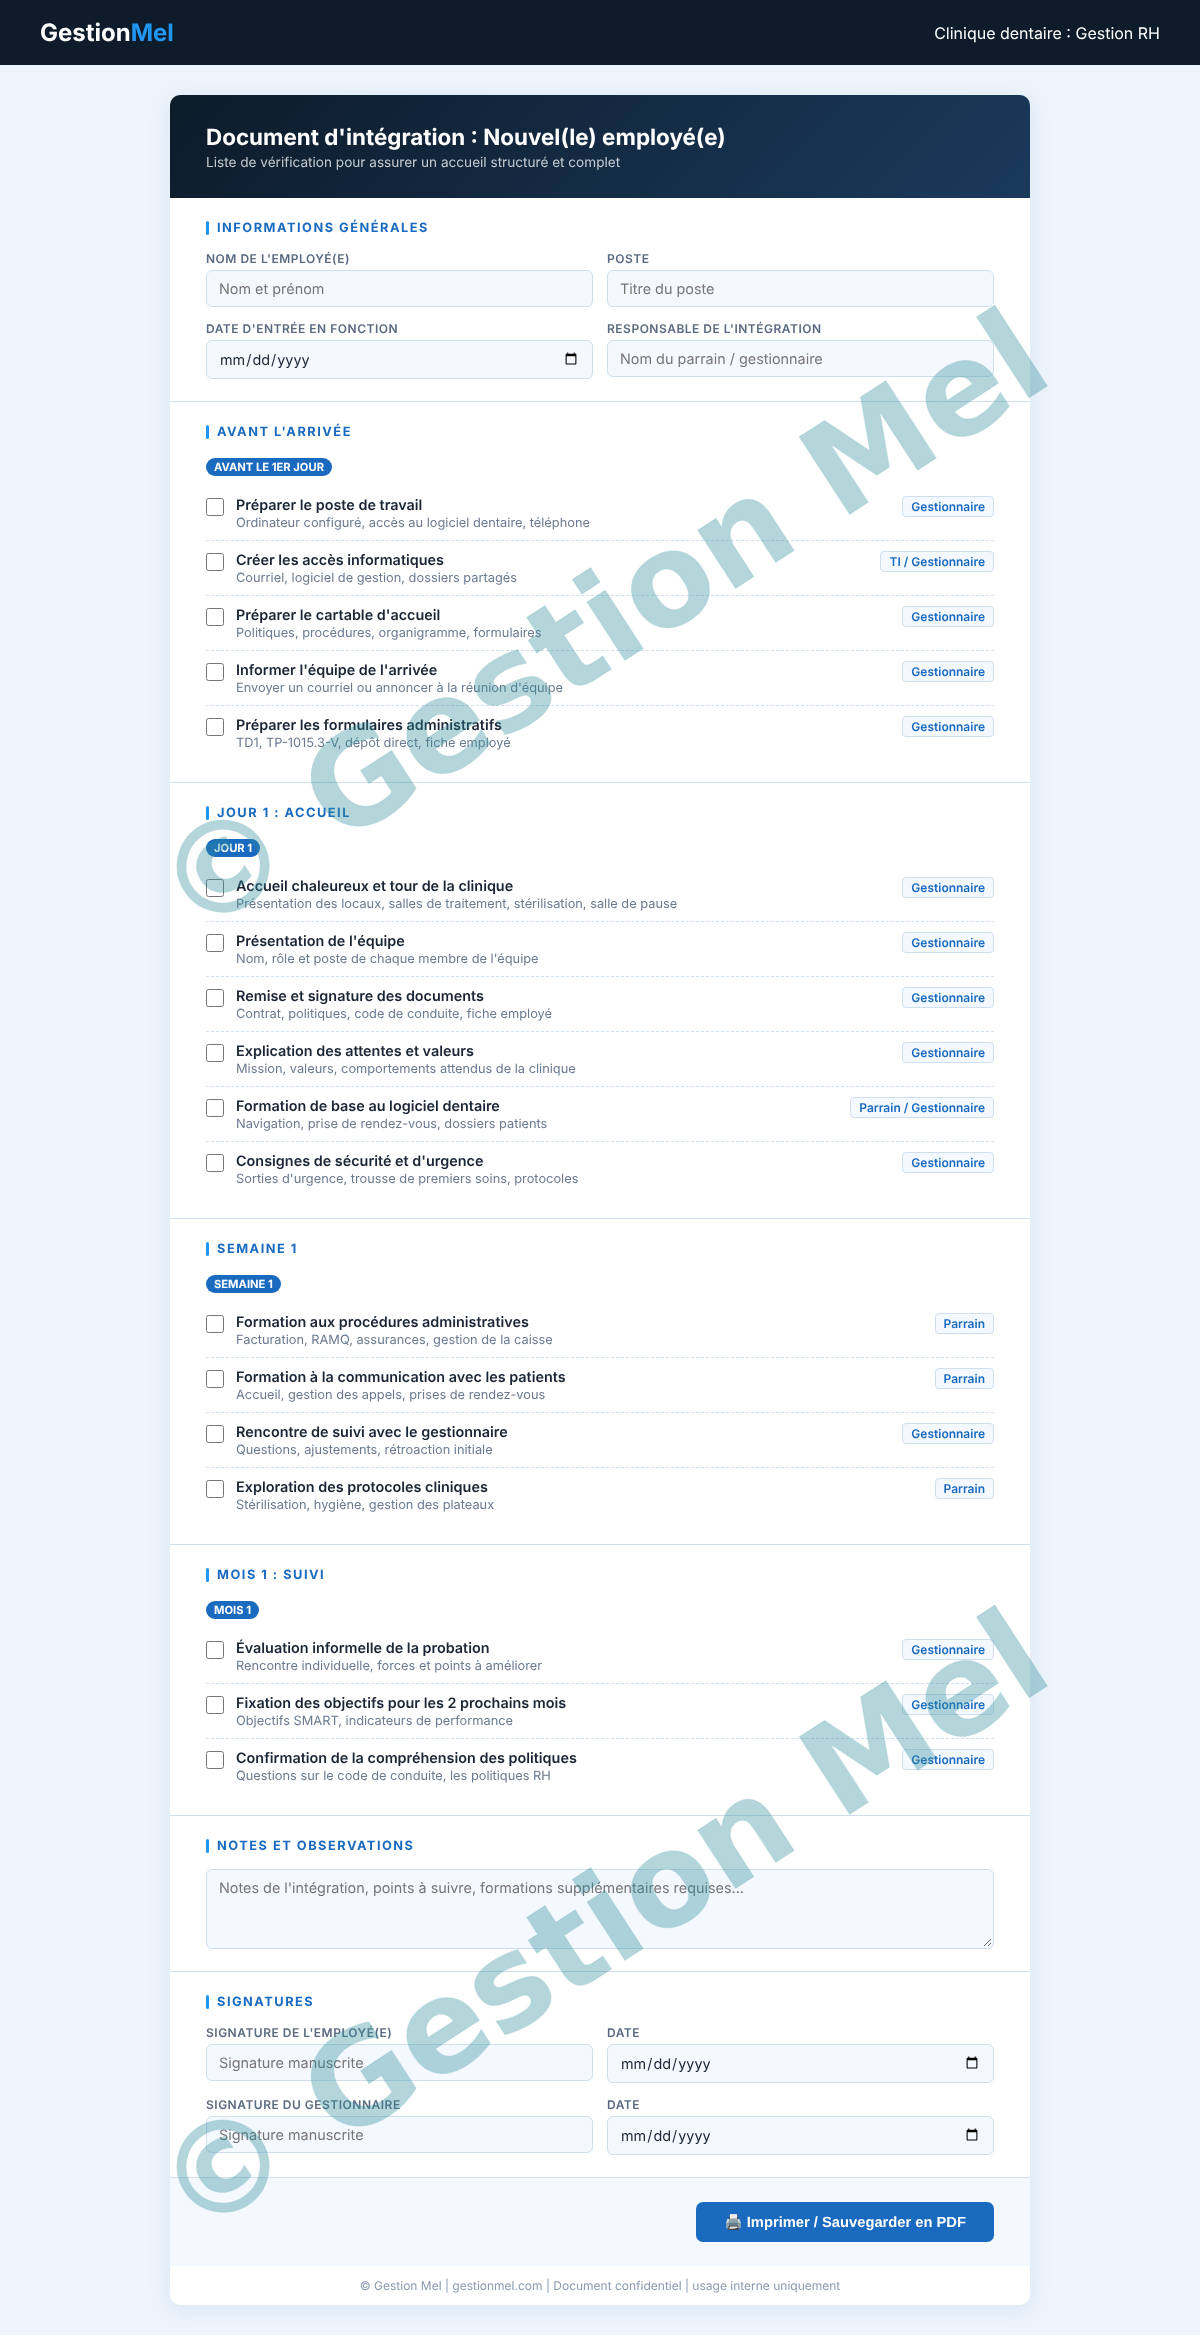 GestionMel
Clinique dentaire : Gestion RH
Document d'intégration : Nouvel(le) employé(e)
Liste de vérification pour assurer un accueil structuré et complet
INFORMATIONS GÉNÉRALES
NOM DE L'EMPLOYÉ(E)
POSTE
Nom et prénom
Titre du poste
DATE D'ENTRÉE EN FONCTION
RESPONSABLE DE L'INTÉGRATION
mm/dd/yyyy
Nom du parrain / gestionnaire
AVANT L'ARRIVÉE
AVANT LE 1ER JOUR
Préparer le poste de travail
Gestionnaire
Ordinateur configuré, accès au logiciel dentaire, téléphone
Créer les accès informatiques
TI / Gestionnaire
Courriel, logiciel de gestion, dossiers partagés
Préparer le cartable d'accueil
Gestionnaire
Politiques, procédures, organigramme, formulaires
Informer l'équipe de l'arrivée
Gestionnaire
Envoyer un courriel ou annoncer à la réunion d'équipe
Préparer les formulaires administratifs
Gestionnaire
TD1, TP-1015.3-V, dépôt direct, fiche employé
© Gestion Mel
JOUR 1 : ACCUEIL
JOUR 1
Accueil chaleureux et tour de la clinique
Gestionnaire
Présentation des locaux, salles de traitement, stérilisation, salle de pause
Présentation de l'équipe
Gestionnaire
Nom, rôle et poste de chaque membre de l'équipe
Remise et signature des documents
Gestionnaire
Contrat, politiques, code de conduite, fiche employé
Explication des attentes et valeurs
Gestionnaire
Mission, valeurs, comportements attendus de la clinique
Formation de base au logiciel dentaire
Parrain / Gestionnaire
Navigation, prise de rendez-vous, dossiers patients
Consignes de sécurité et d'urgence
Gestionnaire
Sorties d'urgence, trousse de premiers soins, protocoles
SEMAINE 1
SEMAINE 1
Formation aux procédures administratives
Parrain
Facturation, RAMQ, assurances, gestion de la caisse
Formation à la communication avec les patients
Parrain
Accueil, gestion des appels, prises de rendez-vous
Rencontre de suivi avec le gestionnaire
Gestionnaire
Questions, ajustements, rétroaction initiale
Exploration des protocoles cliniques
Parrain
Stérilisation, hygiène, gestion des plateaux
MOIS 1 : SUIVI
MOIS 1
Évaluation informelle de la probation
Gestionnaire
Rencontre individuelle, forces et points à améliorer
Fixation des objectifs pour les 2 prochains mois
Gestionnaire
Objectifs SMART, indicateurs de performance
Confirmation de la compréhension des politiques
Gestionnaire
Questions sur le code de conduite, les politiques RH
NOTES ET OBSERVATIONS
Notes de l'intégration, points à suivre, formations supplémentaires requises...
© Gestion Mel
SIGNATURES
SIGNATURE DE L'EMPLOYÉ(E)
DATE
Signature manuscrite
mm/dd/yyyy
SIGNATURE DU GESTIONNAIRE
DATE
Signature manuscrite
mm/dd/yyyy
Imprimer / Sauvegarder en PDF
© Gestion Mel | gestionmel.com | Document confidentiel | usage interne uniquement